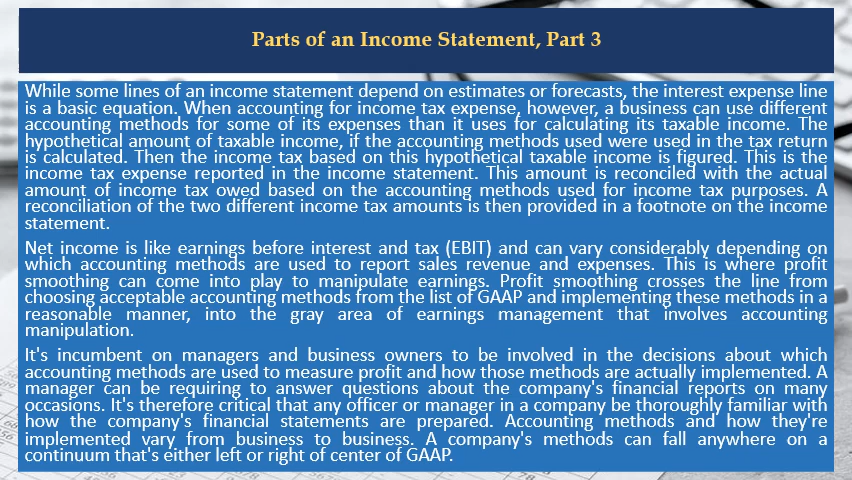 Parts of an Income Statement, Part 3
While some lines of an income statement depend on estimates or forecasts, the interest expense line
is a basic equation. When accounting for income tax expense, however, a business can use different
accounting methods for some of its expenses than it uses for calculating its taxable income. The
hypothetical amount of taxable income, if the accounting methods used were used in the tax return
is calculated. Then the income tax based on this hypothetical taxable income is figured. This is the
income tax expense reported in the income statement. This amount is reconciled with the actual
amount of income tax owed based on the accounting methods used for income tax purposes. A
reconciliation of the two different income tax amounts is then provided in a footnote on the income
statement.
Net income is like earnings before interest and tax (EBIT) and can vary considerably depending on
which accounting methods are used to report sales revenue and expenses. This is where profit
smoothing can come into play to manipulate earnings. Profit smoothing crosses the line from
choosing acceptable accounting methods from the list of GAAP and implementing these methods in a
reasonable manner, into the gray area of earnings management that involves accounting
manipulation.
It's incumbent on managers and business owners to be involved in the decisions about which
accounting methods are used to measure profit and how those methods are actually implemented. A
manager can be requiring to answer questions about the company's financial reports on many
occasions. It's therefore critical that any officer or manager in a company be thoroughly familiar with
how the company's financial statements are prepared. Accounting methods and how they're
implemented vary from business to business. A company's methods can fall anywhere on a
continuum that's either left or right of center of GAAP.